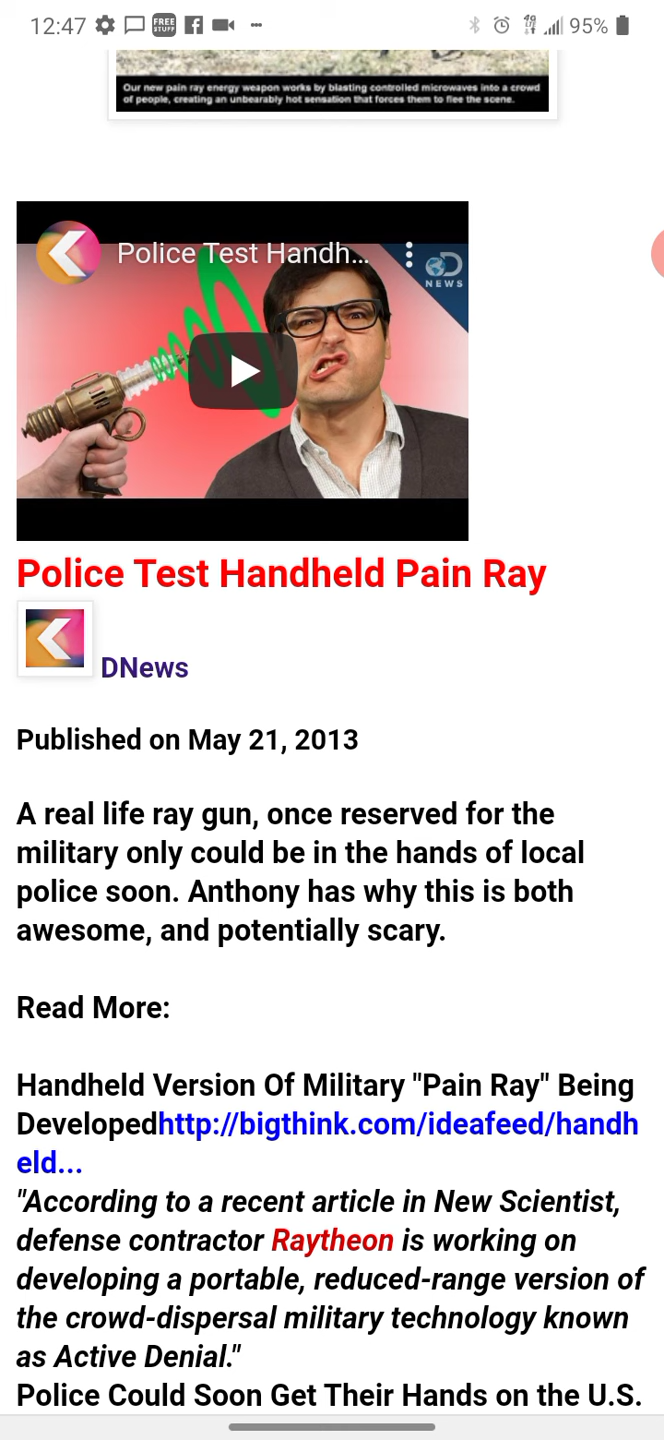 12:47
FREE STUFF
95%
Our new pain ray energy weapon works by blasting controlled microwaves into a crowd
of people, creating an unbearably hot sensation that forces them to flee the scene.
Police Test Handh...
D
NEWS
Police Test Handheld Pain Ray
DNews
Published on May 21, 2013
A real life ray gun, once reserved for the
military only could be in the hands of local
police soon. Anthony has why this is both
awesome, and potentially scary.
Read More:
Handheld Version Of Military "Pain Ray" Being
Developedhttp://bigthink.com/ideafeed/handh
eld...
"According to a recent article in New Scientist,
defense contractor Raytheon is working on
developing a portable, reduced-range version of
the crowd-dispersal military technology known
as Active Denial."
Police Could Soon Get Their Hands on the U.S.